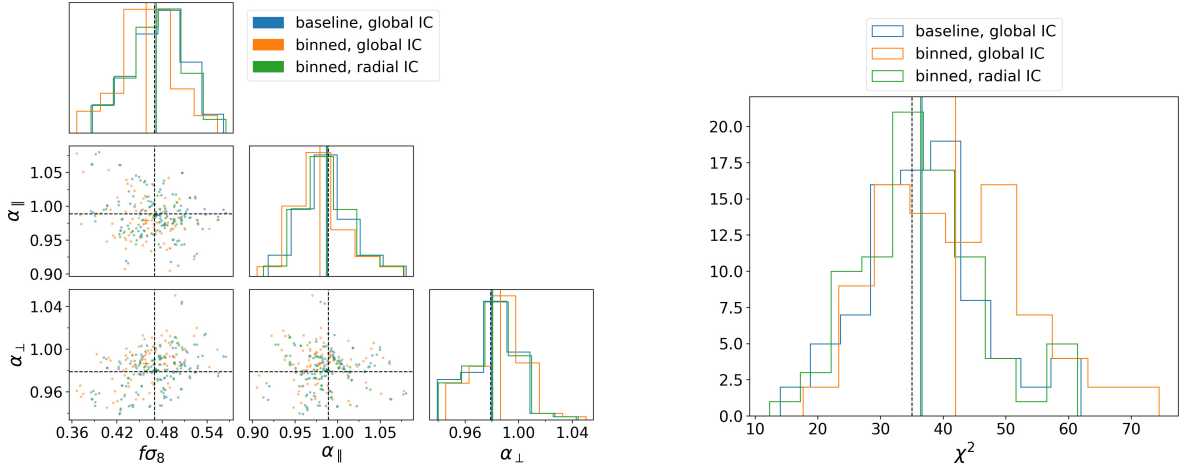 baseline, global IC
binned, global IC
binned, radial IC
1.05
1.00
0.95
0.90
α∥
1.04
1.00
0.96
α⊥
0.36 0.42 0.48 0.54
fσ₈
0.90 0.95 1.00 1.05
α∥
0.96 1.00 1.04
α⊥
baseline, global IC
binned, global IC
binned, radial IC
20.0
17.5
15.0
12.5
10.0
7.5
5.0
2.5
0.0
10 20 30 40 50 60 70
χ²